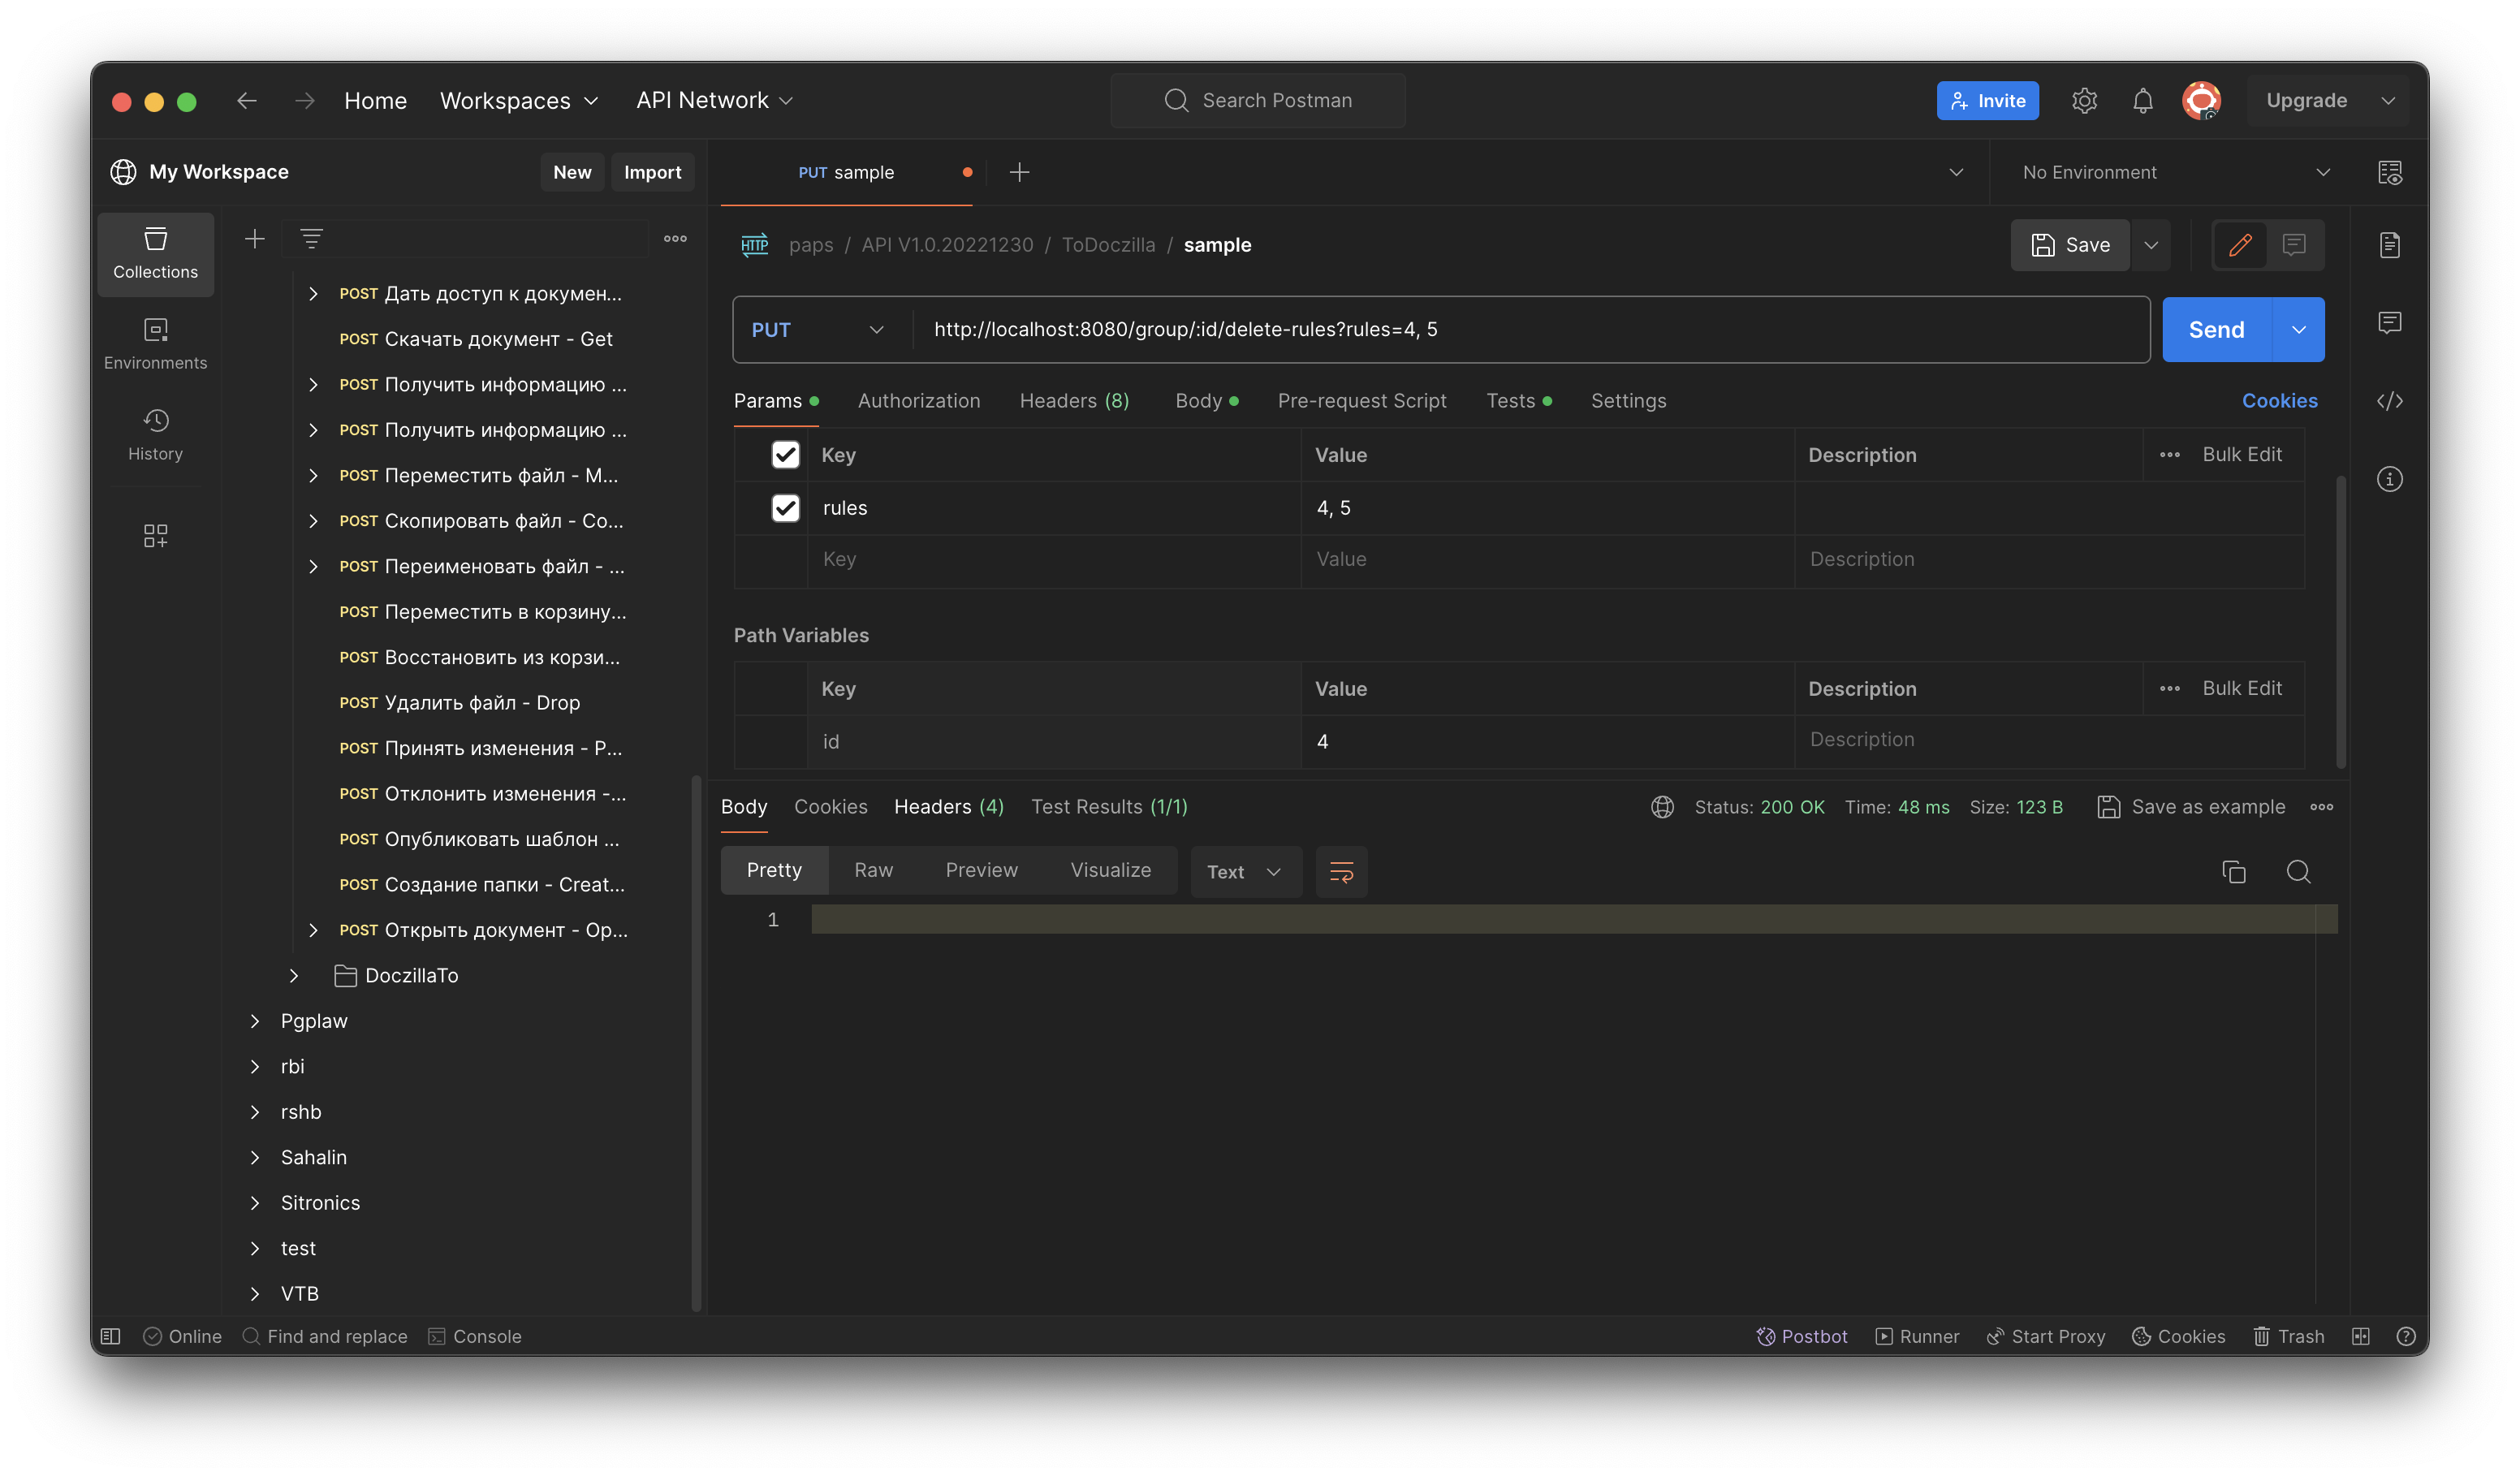 Home
Workspaces
API Network
Search Postman
Invite
Upgrade
My Workspace
New
Import
PUT sample
No Environment
Collections
Environments
History
POST Дать доступ к докумен...
POST Скачать документ - Get
POST Получить информацию ...
POST Получить информацию ...
POST Переместить файл - M...
POST Скопировать файл - Co...
POST Переименовать файл - ...
POST Переместить в корзину...
POST Восстановить из корзи...
POST Удалить файл - Drop
POST Принять изменения - P...
POST Отклонить изменения -...
POST Опубликовать шаблон ...
POST Создание папки - Creat...
POST Открыть документ - Op...
DoczillaTo
Pgplaw
rbi
rshb
Sahalin
Sitronics
test
VTB
HTTP paps / API V1.0.20221230 / ToDoczilla / sample
Save
PUT http://localhost:8080/group/:id/delete-rules?rules=4, 5
Send
Params Authorization Headers (8) Body Pre-request Script Tests Settings Cookies
Key Value Description Bulk Edit
rules 4, 5
Key Value Description
Path Variables
Key Value Description Bulk Edit
id 4 Description
Body Cookies Headers (4) Test Results (1/1) Status: 200 OK Time: 48 ms Size: 123 B Save as example
Pretty Raw Preview Visualize Text
1
Online Find and replace Console Postbot Runner Start Proxy Cookies Trash